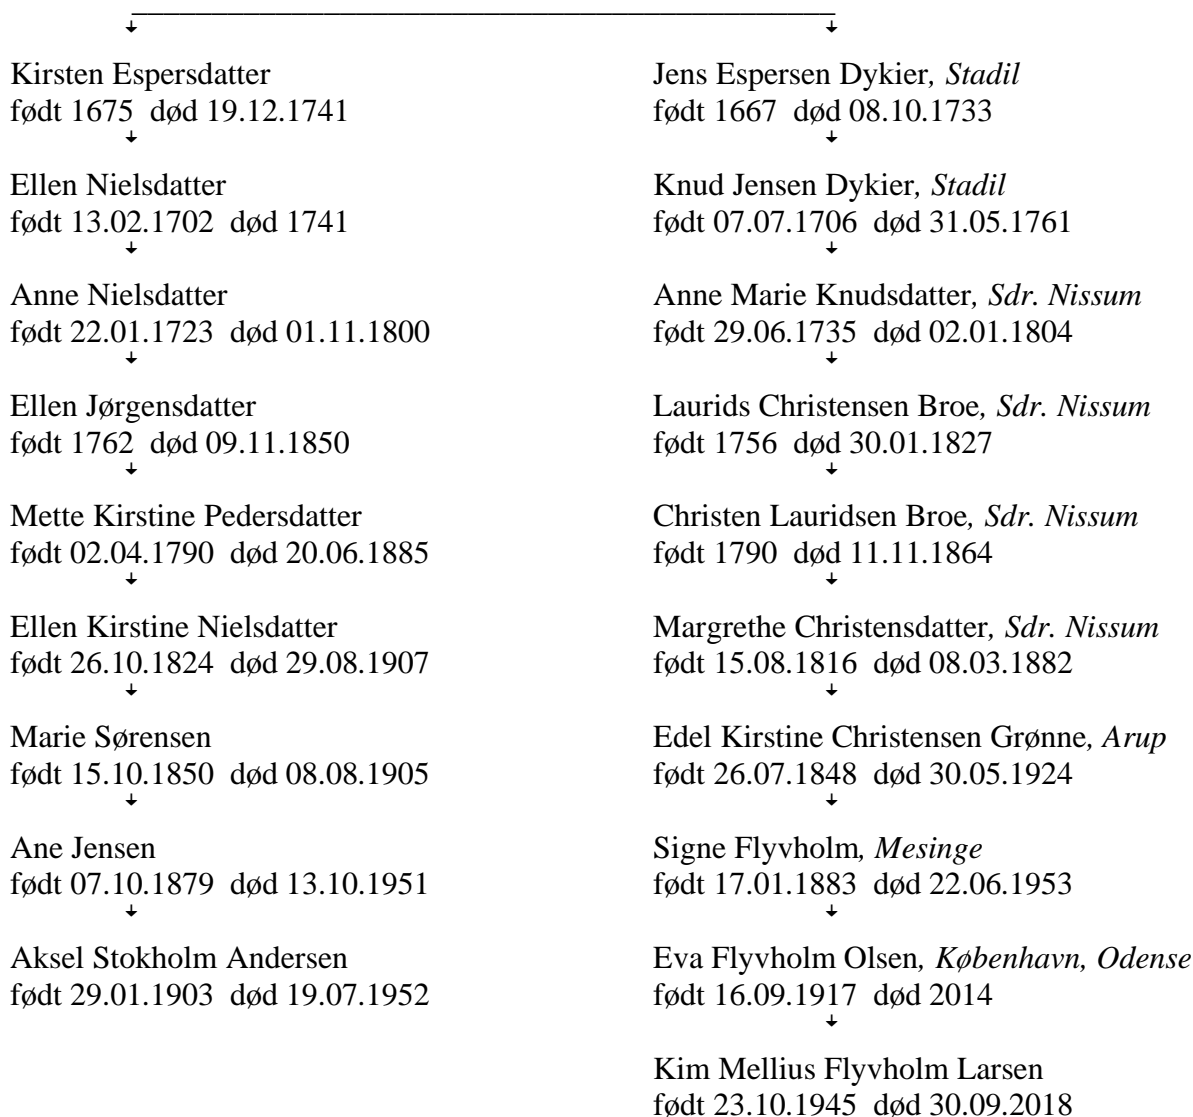 Kirsten Espersdatter
født 1675 død 19.12.1741
Ellen Nielsdatter
født 13.02.1702 død 1741
Anne Nielsdatter
født 22.01.1723 død 01.11.1800
Ellen Jørgensdatter
født 1762 død 09.11.1850
Mette Kirstine Pedersdatter
født 02.04.1790 død 20.06.1885
Ellen Kirstine Nielsdatter
født 26.10.1824 død 29.08.1907
Marie Sørensen
født 15.10.1850 død 08.08.1905
Ane Jensen
født 07.10.1879 død 13.10.1951
Aksel Stokholm Andersen
født 29.01.1903 død 19.07.1952
Jens Espersen Dykier, Stadil
født 1667 død 08.10.1733
Knud Jensen Dykier, Stadil
født 07.07.1706 død 31.05.1761
Anne Marie Knudsdatter, Sdr. Nissum
født 29.06.1735 død 02.01.1804
Laurids Christensen Broe, Sdr. Nissum
født 1756 død 30.01.1827
Christen Lauridsen Broe, Sdr. Nissum
født 1790 død 11.11.1864
Margrethe Christensdatter, Sdr. Nissum
født 15.08.1816 død 08.03.1882
Edel Kirstine Christensen Grønne, Arup
født 26.07.1848 død 30.05.1924
Signe Flyvholm, Mesinge
født 17.01.1883 død 22.06.1953
Eva Flyvholm Olsen, København, Odense
født 16.09.1917 død 2014
Kim Mellius Flyvholm Larsen
født 23.10.1945 død 30.09.2018